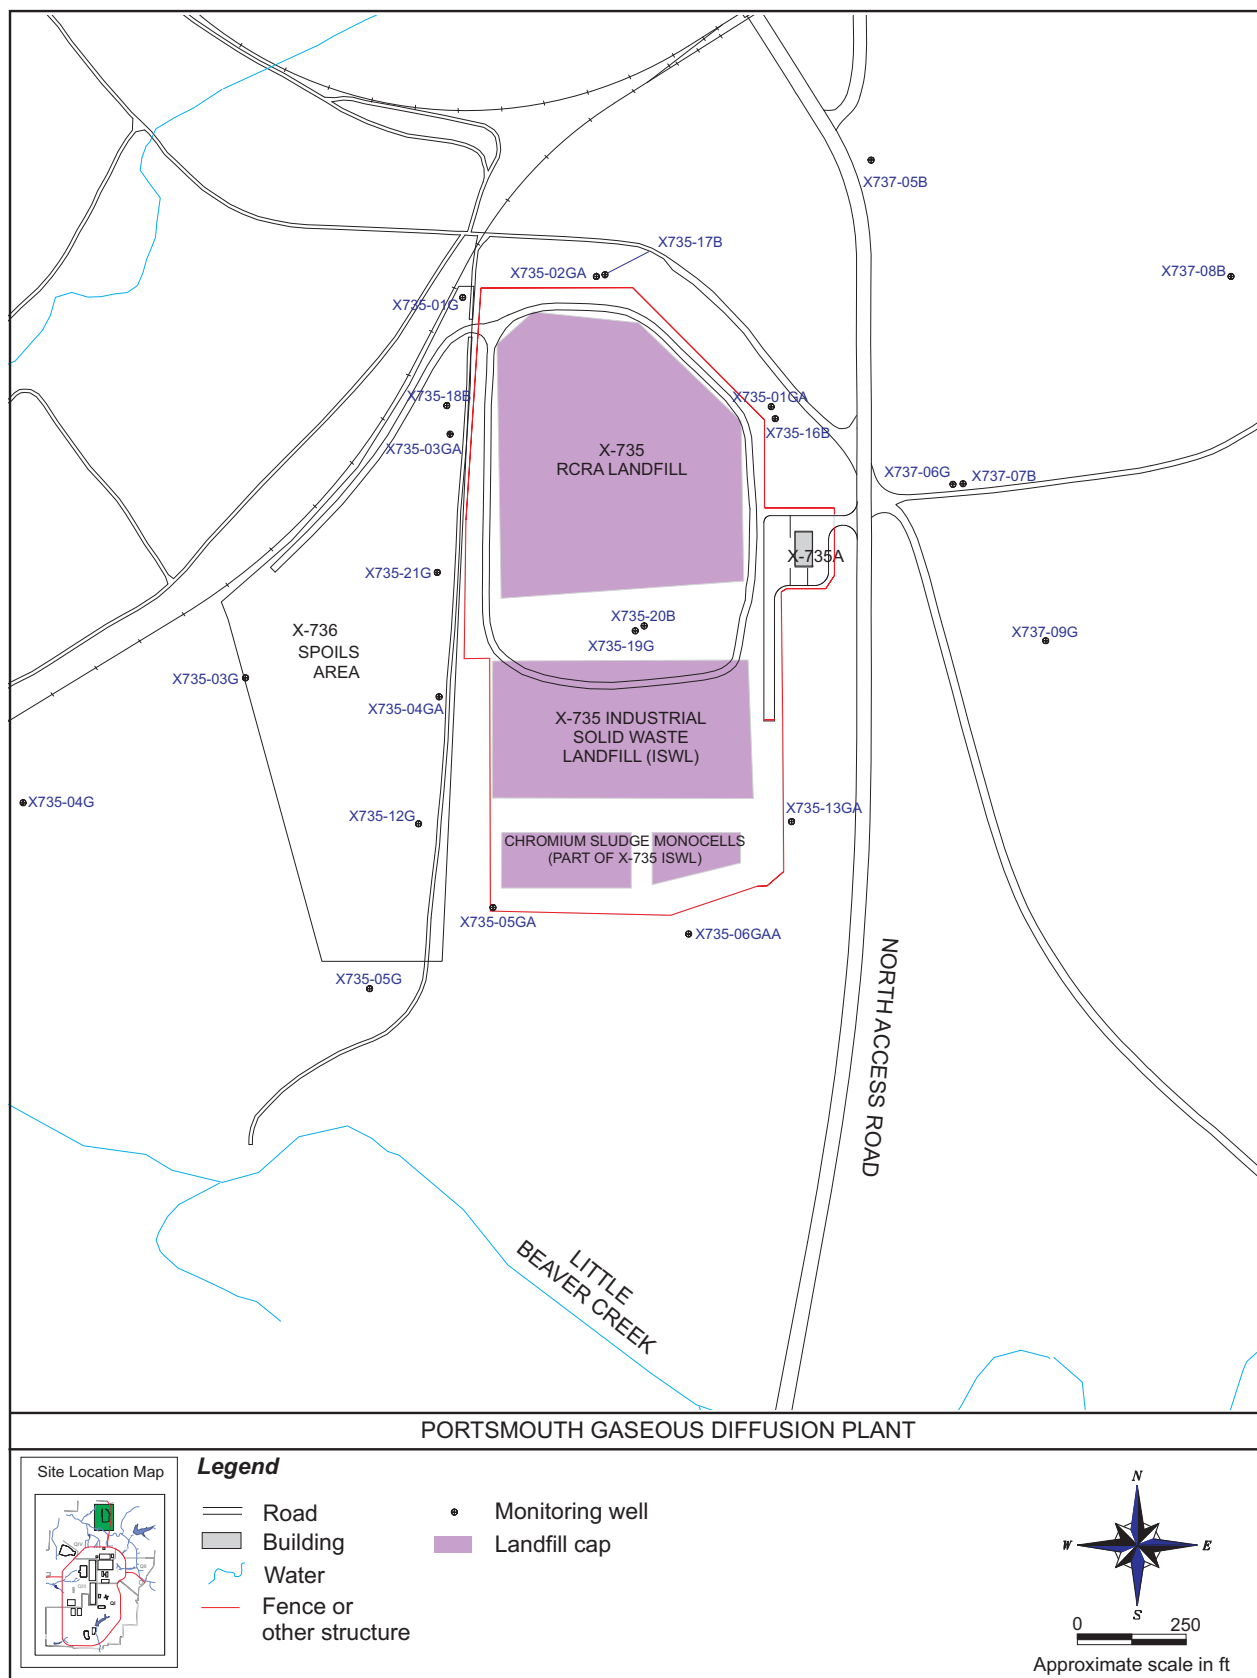 X737-05B
X735-17B
X735-02GA
X737-08B
X735-01G
X735-18B
X735-01GA
X735-16B
X735-03GA
X-735
RCRA LANDFILL
X737-06G
X737-07B
X-735A
X735-21G
X735-20B
X735-19G
X-736
SPOILS
AREA
X737-09G
X735-03G
X735-04GA
X-735 INDUSTRIAL
SOLID WASTE
LANDFILL (ISWL)
X735-04G
X735-12G
X735-13GA
CHROMIUM SLUDGE MONOCELLS
(PART OF X-735 ISWL)
X735-05GA
X735-06GAA
X735-05G
NORTH ACCESS ROAD
LITTLE
BEAVER CREEK
PORTSMOUTH GASEOUS DIFFUSION PLANT
Site Location Map
Legend
Road
Building
Water
Fence or
other structure
Monitoring well
Landfill cap
N
W
E
S
0 250
Approximate scale in ft